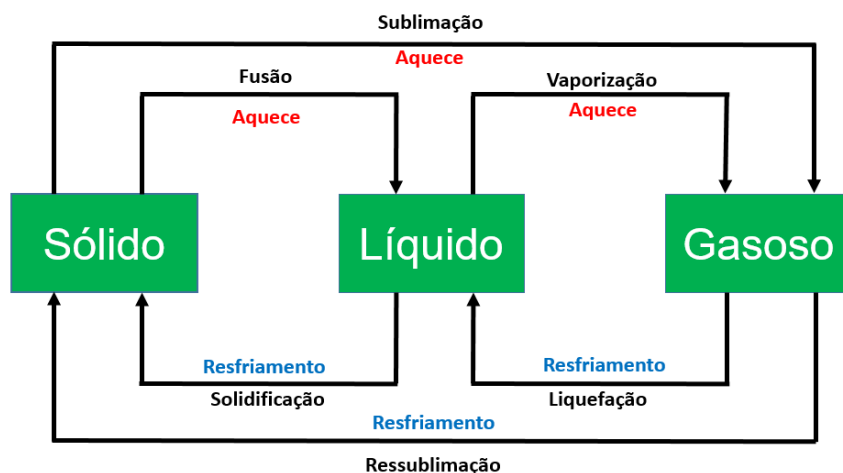 Sublimação
Aquece
Fusão
Vaporização
Aquece
Aquece
Sólido
Líquido
Gasoso
Resfriamento
Resfriamento
Solidificação
Liquefação
Resfriamento
Ressublimação